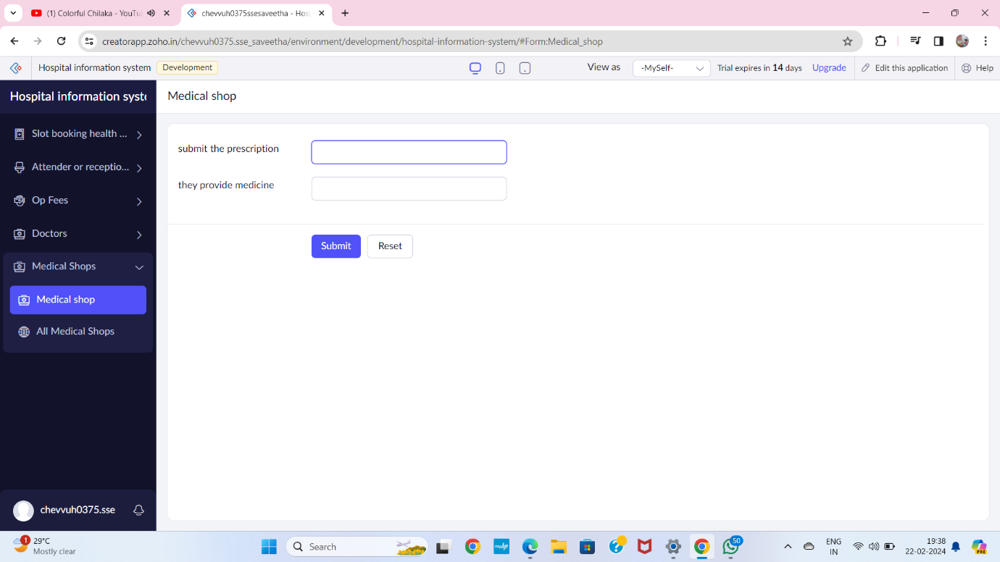 (1) Colorful Chilaka - YouTu
chevvuh0375ssesaveetha - Hos
creatorapp.zoho.in/chevvuh0375.sse_saveetha/environment/development/hospital-information-system/#Form:Medical_shop
Hospital information system Development View as -MySelf- Trial expires in 14 days Upgrade Edit this application Help
Hospital information syste
Medical shop
Slot booking health ...
Attender or receptio...
Op Fees
Doctors
Medical Shops
Medical shop
All Medical Shops
submit the prescription
they provide medicine
Submit Reset
chevvuh0375.sse
1
29°C
Mostly clear
Search
myhp
50
ENG
IN
19:38
22-02-2024
PRE